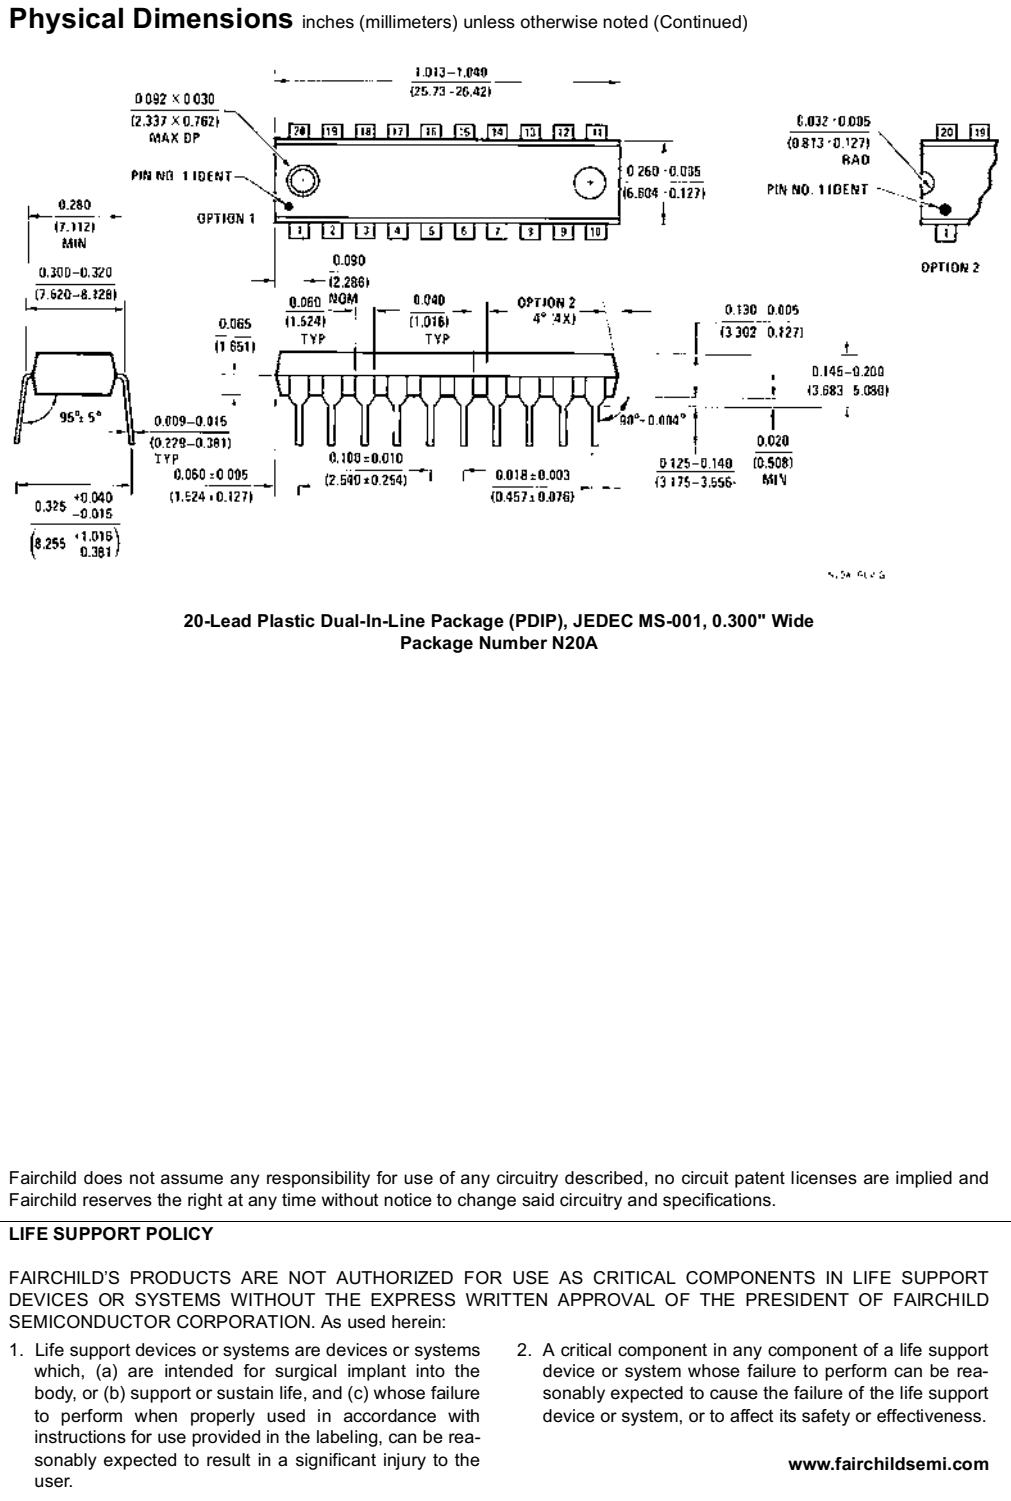 Physical Dimensions inches (millimeters) unless otherwise noted (Continued)
1.013–1.040
(25.73 - 26.42)
0.092 × 0.030
(2.337 × 0.762)
MAX DP
PIN NO. 1 IDENT
OPTION 1
20 19 18 17 16 15 14 13 12 11
1 2 3 4 5 6 7 8 9 10
0.260 - 0.005
(6.604 - 0.127)
0.032 - 0.005
(0.813 - 0.127)
RAD
PIN NO. 1 IDENT
20 19
1
OPTION 2
0.280
(7.112)
MIN
0.300–0.320
(7.620–8.128)
0.090
(2.286)
NOM
0.060
(1.524)
TYP
0.040
(1.016)
TYP
OPTION 2
4° (4X)
0.130 0.005
(3.302 0.127)
0.065
(1.651)
0.145–0.200
(3.683 5.080)
95° ± 5°
0.009–0.015
(0.229–0.381)
TYP
90° - 0.004°
0.020
(0.508)
MIN
0.125–0.140
(3.175–3.556
0.100 ± 0.010
(2.540 ± 0.254)
0.018 ± 0.003
(0.457 ± 0.076)
0.060 ± 0.005
(1.524 ± 0.127)
0.325 +0.040
–0.015
(8.255 +1.016
0.381)
20-Lead Plastic Dual-In-Line Package (PDIP), JEDEC MS-001, 0.300" Wide
Package Number N20A
Fairchild does not assume any responsibility for use of any circuitry described, no circuit patent licenses are implied and
Fairchild reserves the right at any time without notice to change said circuitry and specifications.
LIFE SUPPORT POLICY
FAIRCHILD'S PRODUCTS ARE NOT AUTHORIZED FOR USE AS CRITICAL COMPONENTS IN LIFE SUPPORT
DEVICES OR SYSTEMS WITHOUT THE EXPRESS WRITTEN APPROVAL OF THE PRESIDENT OF FAIRCHILD
SEMICONDUCTOR CORPORATION. As used herein:
1. Life support devices or systems are devices or systems
which, (a) are intended for surgical implant into the
body, or (b) support or sustain life, and (c) whose failure
to perform when properly used in accordance with
instructions for use provided in the labeling, can be rea-
sonably expected to result in a significant injury to the
user.
2. A critical component in any component of a life support
device or system whose failure to perform can be rea-
sonably expected to cause the failure of the life support
device or system, or to affect its safety or effectiveness.
www.fairchildsemi.com